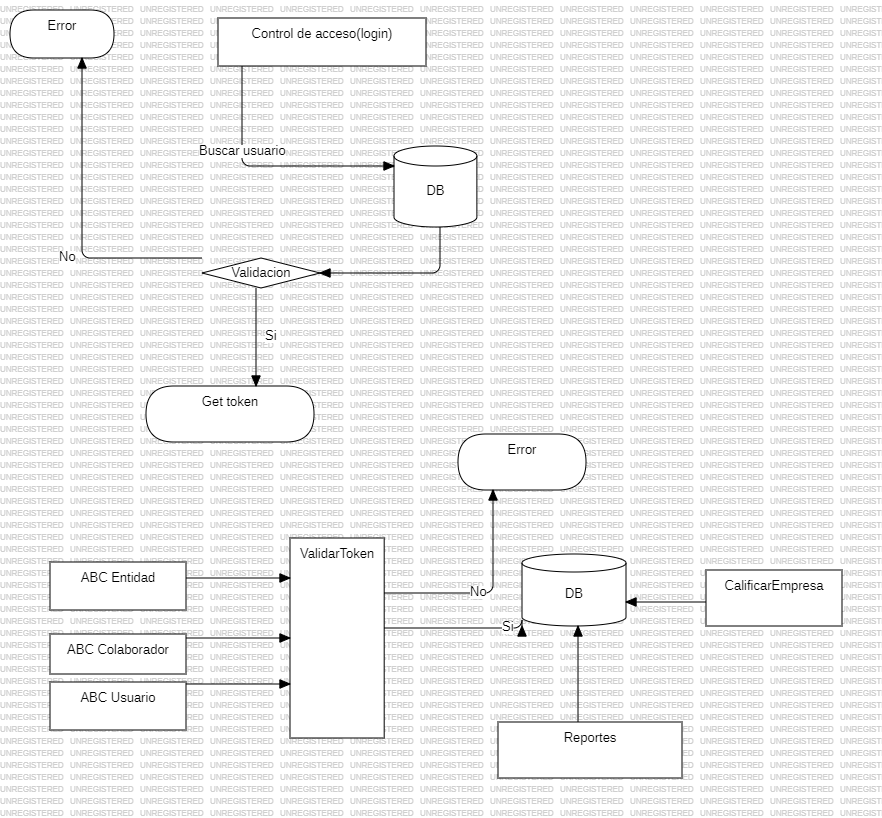 Error
Control de acceso(login)
Buscar usuario
DB
No
Validacion
Si
Get token
Error
ValidarToken
ABC Entidad
DB
CalificarEmpresa
No
Si
ABC Colaborador
ABC Usuario
Reportes
UNREGISTERED